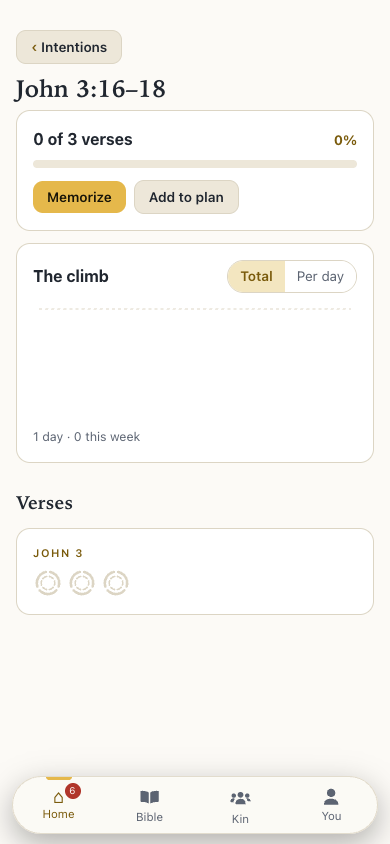 ‹ Intentions
John 3:16–18
0 of 3 verses 0%
Memorize Add to plan
The climb Total Per day
1 day · 0 this week
Verses
JOHN 3
6
Home Bible Kin You